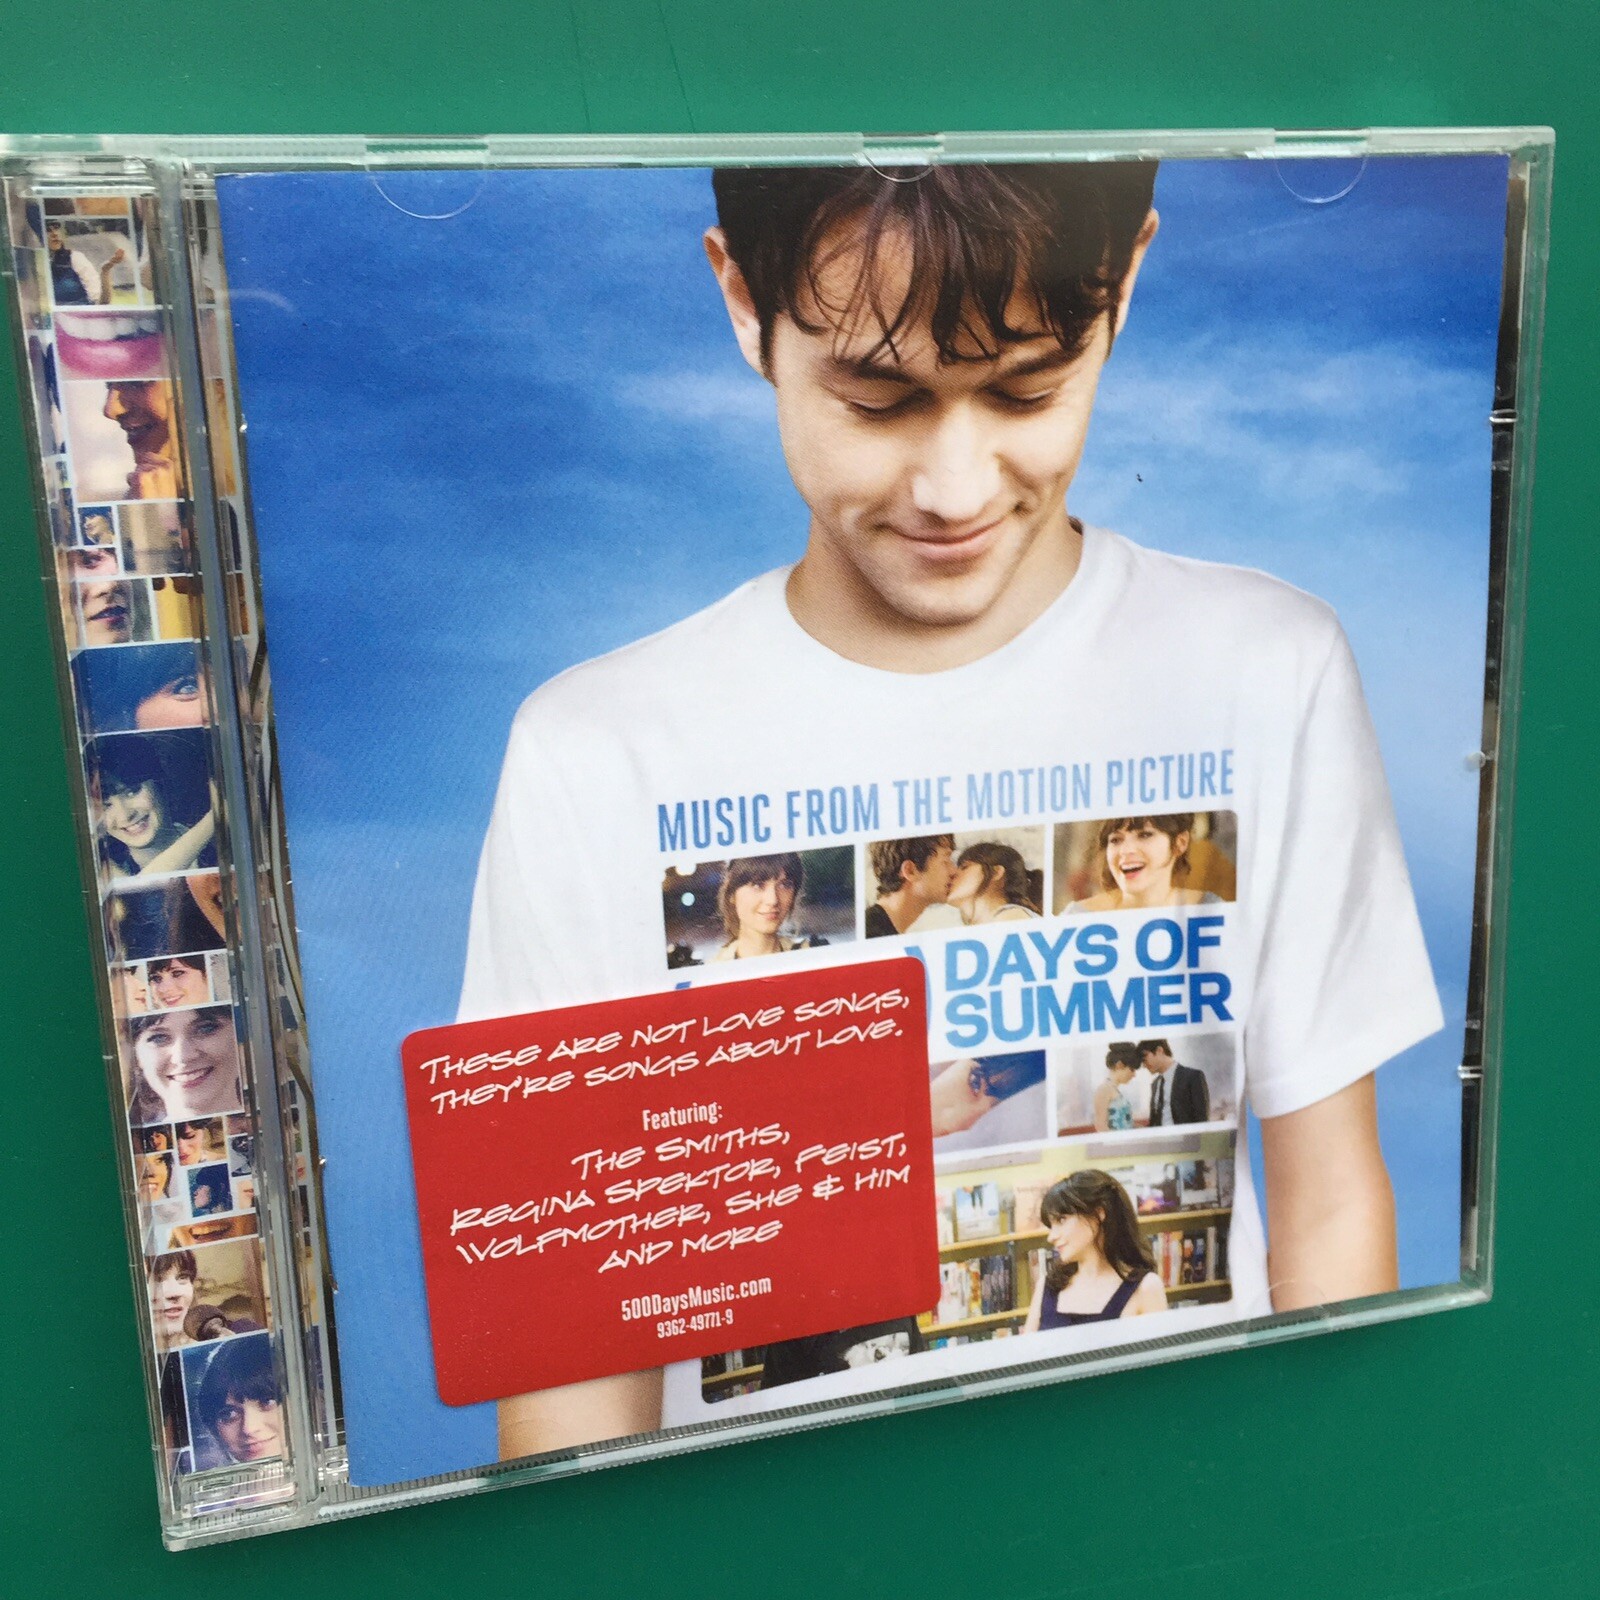 MUSIC FROM THE MOTION PICTURE
DAYS OF
SUMMER
THESE ARE NOT LOVE SONGS,
THEY'RE SONGS ABOUT LOVE.
Featuring:
THE SMITHS,
REGINA SPEKTOR, FEIST,
WOLFMOTHER, SHE & HIM
AND MORE
500DaysMusic.com
9362-49771-9